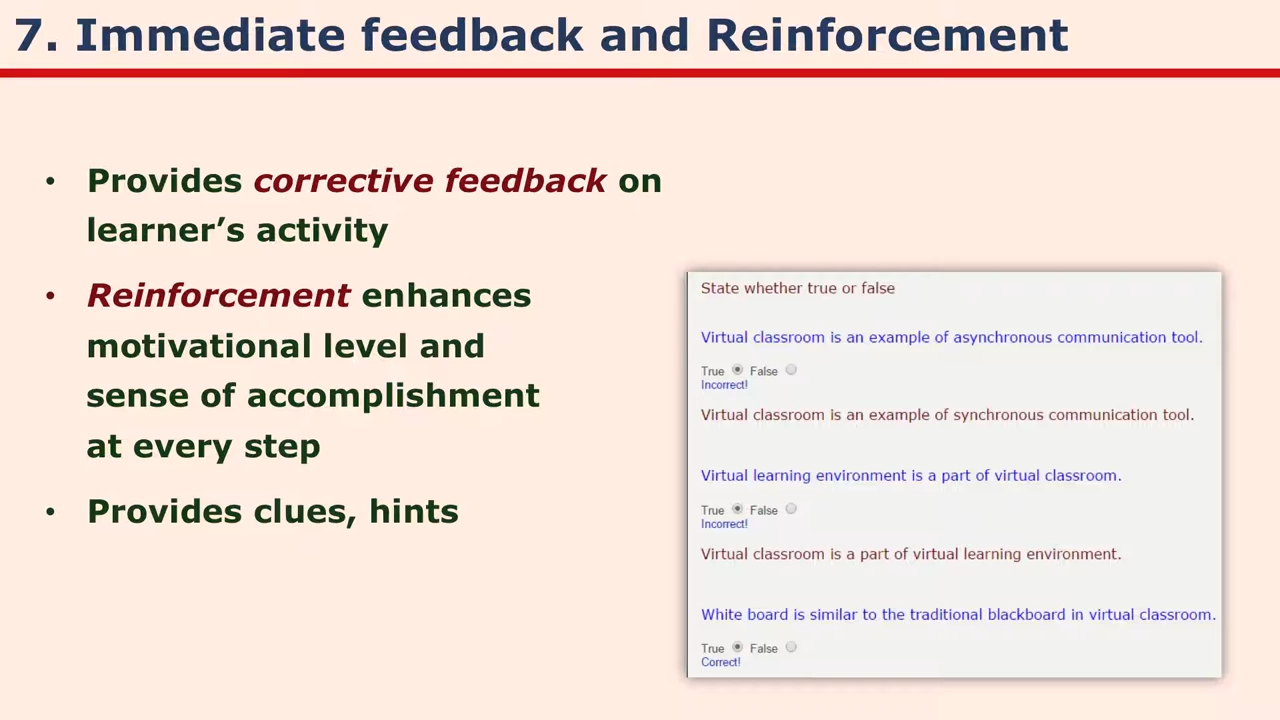 7. Immediate feedback and Reinforcement
• Provides corrective feedback on
learner’s activity
• Reinforcement enhances
motivational level and
sense of accomplishment
at every step
• Provides clues, hints
State whether true or false
Virtual classroom is an example of asynchronous communication tool.
True False
Incorrect!
Virtual classroom is an example of synchronous communication tool.
Virtual learning environment is a part of virtual classroom.
True False
Incorrect!
Virtual classroom is a part of virtual learning environment.
White board is similar to the traditional blackboard in virtual classroom.
True False
Correct!